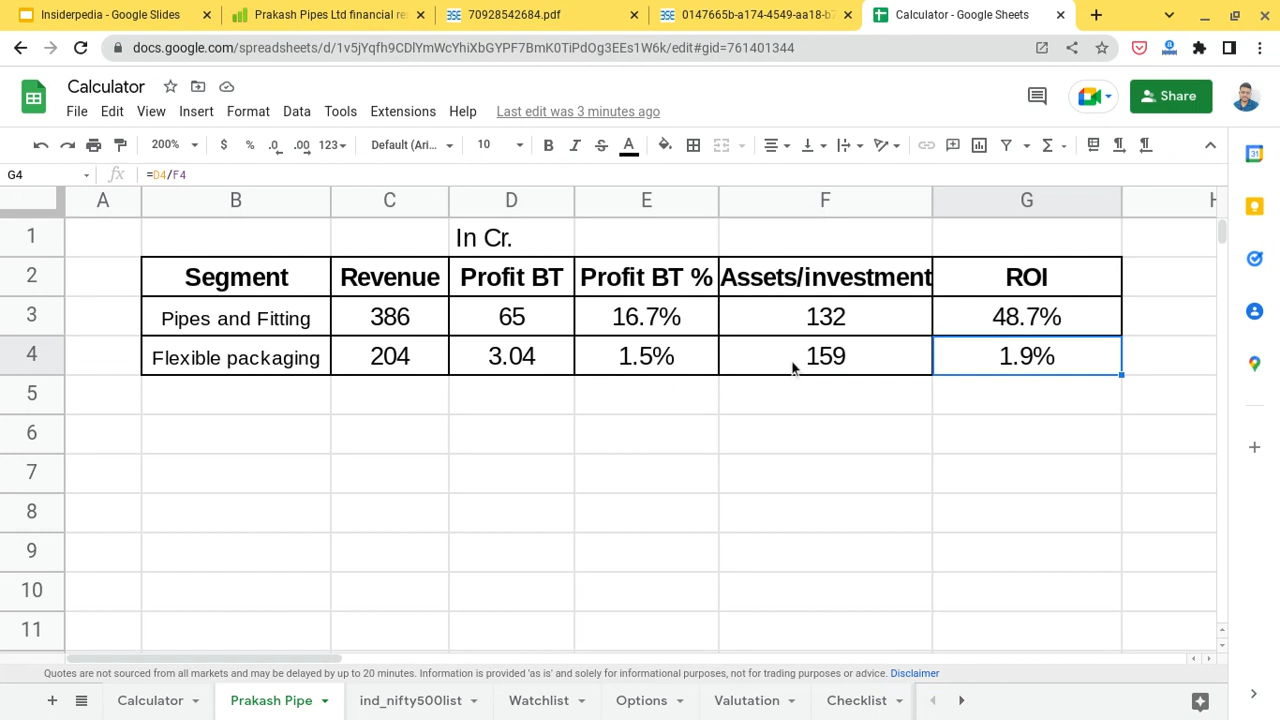 Insiderpedia - Google Slides
Prakash Pipes Ltd financial re
70928542684.pdf
0147665b-a174-4549-aa18-b7
Calculator - Google Sheets
docs.google.com/spreadsheets/d/1v5jYqfh9CDlYmWcYhiXbGYPF7BmK0TiPdOg3EEs1W6k/edit#gid=761401344
Calculator
File Edit View Insert Format Data Tools Extensions Help Last edit was 3 minutes ago
Share
200% $ % .0 .00 123 Default (Ari... 10 B I S A
G4 fx =D4/F4
A B C D E F G H
1 In Cr.
2 Segment Revenue Profit BT Profit BT % Assets/investment ROI
3 Pipes and Fitting 386 65 16.7% 132 48.7%
4 Flexible packaging 204 3.04 1.5% 159 1.9%
5
6
7
8
9
10
11
Quotes are not sourced from all markets and may be delayed by up to 20 minutes. Information is provided 'as is' and solely for informational purposes, not for trading purposes or advice. Disclaimer
Calculator Prakash Pipe ind_nifty500list Watchlist Options Valutation Checklist